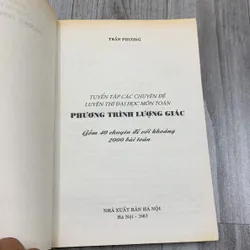 TRẦN PHƯƠNG
TUYỂN TẬP CÁC CHUYÊN ĐỀ
LUYỆN THI ĐẠI HỌC MÔN TOÁN
PHƯƠNG TRÌNH LƯỢNG GIÁC
Gồm 40 chuyên đề với khoảng
2000 bài toán
NHÀ XUẤT BẢN HÀ NỘI
Hà Nội - 2003